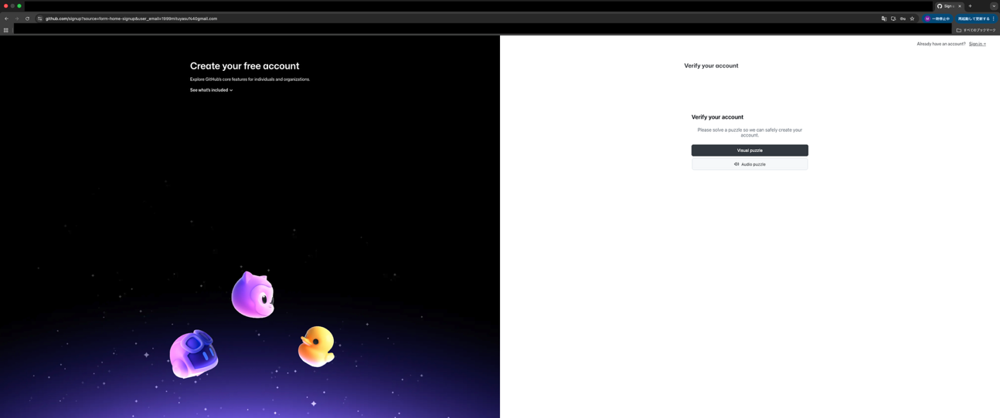 Sign u
github.com/signup?source=form-home-signup&user_email=1999mituyasu%40gmail.com
M 一時停止中
再起動して更新する
すべてのブックマーク
Create your free account
Explore GitHub's core features for individuals and organizations.
See what's included
Already have an account? Sign in →
Verify your account
Verify your account
Please solve a puzzle so we can safely create your
account.
Visual puzzle
Audio puzzle